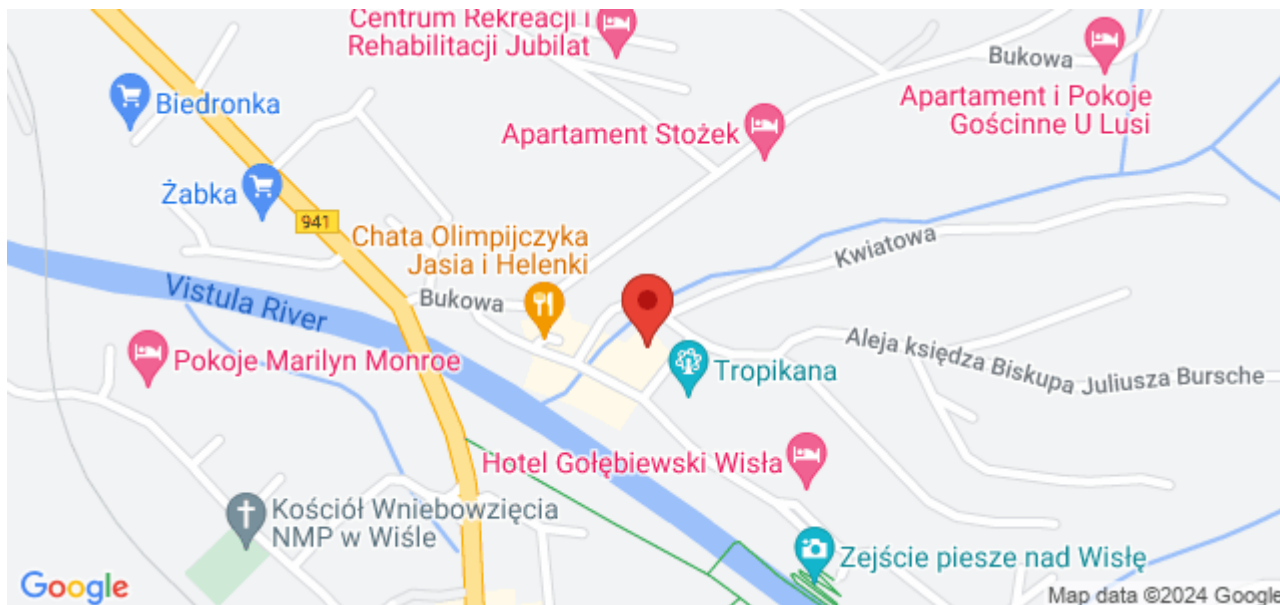 Centrum Rekreacji i
Rehabilitacji Jubilat
Bukowa
Biedronka
Apartament i Pokoje
Gościnne U Lusi
Apartament Stożek
Żabka
941
Chata Olimpijczyka
Jasia i Helenki
Kwiatowa
Vistula River
Bukowa
Aleja księdza Biskupa Juliusza Bursche
Pokoje Marilyn Monroe
Tropikana
Hotel Gołębiewski Wisła
Kościół Wniebowzięcia
NMP w Wiśle
Zejście piesze nad Wisłę
Google
Map data ©2024 Google